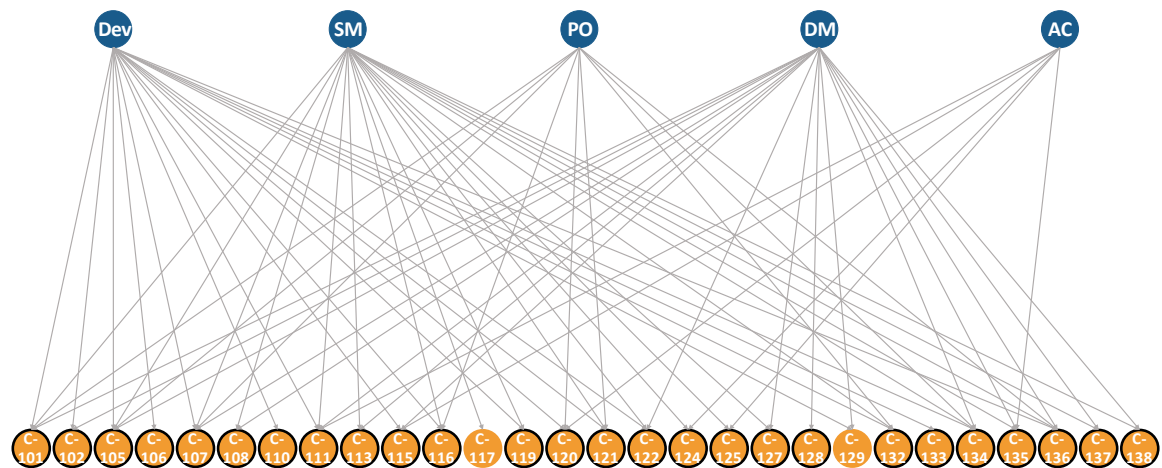 Dev
SM
PO
DM
AC
C-
101
C-
102
C-
105
C-
106
C-
107
C-
108
C-
110
C-
111
C-
113
C-
115
C-
116
C-
117
C-
119
C-
120
C-
121
C-
122
C-
124
C-
125
C-
127
C-
128
C-
129
C-
132
C-
133
C-
134
C-
135
C-
136
C-
137
C-
138